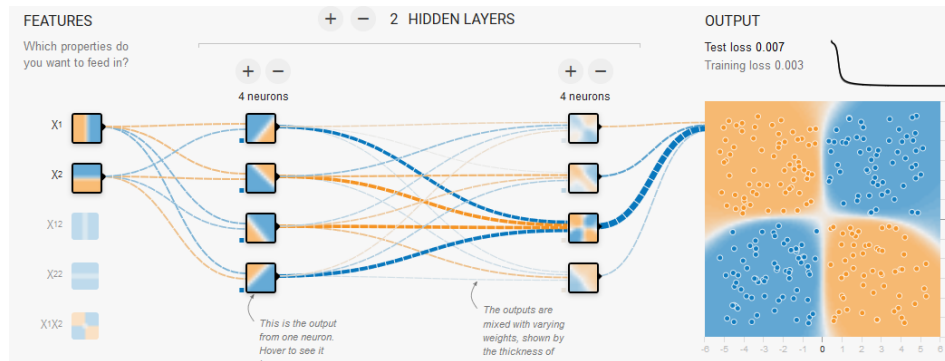 FEATURES
+ − 2 HIDDEN LAYERS
OUTPUT
Which properties do
you want to feed in?
Test loss 0.007
Training loss 0.003
+ −
+ −
4 neurons
4 neurons
X1
X2
X12
X22
X1X2
This is the output
from one neuron.
Hover to see it
The outputs are
mixed with varying
weights, shown by
the thickness of
-6 -5 -4 -3 -2 -1 0 1 2 3 4 5 6